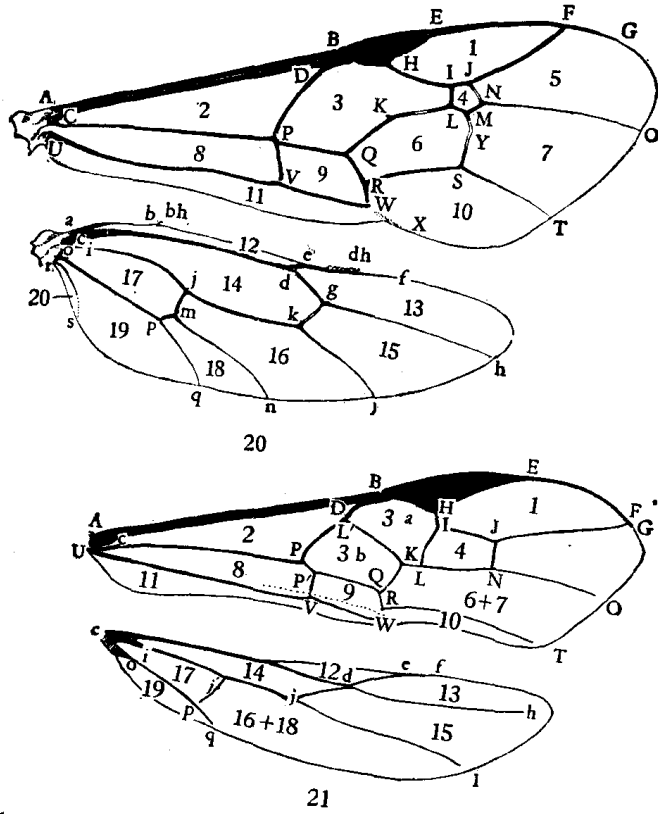 E F G
B 1
D H I J 5
A 2 3 K 4 N
C L M O
P 6 Y 7
U 8 Q
V 9 R S
11 W 10
X T
a b bh
o c i 12 e dh
r 17 14 d f
20 j g 13
s 19 P m k 15
16 h
18
q n l
20
B E
D H 1
A L' 3 a I J F G
c 2
U P 3 b K 4
8 Q L N
11 P' 9 R 6+7 O
V W 10
T
c i 12 e f
o 17 14 d
19 j j 13 h
p 16+18 15
q
l
21